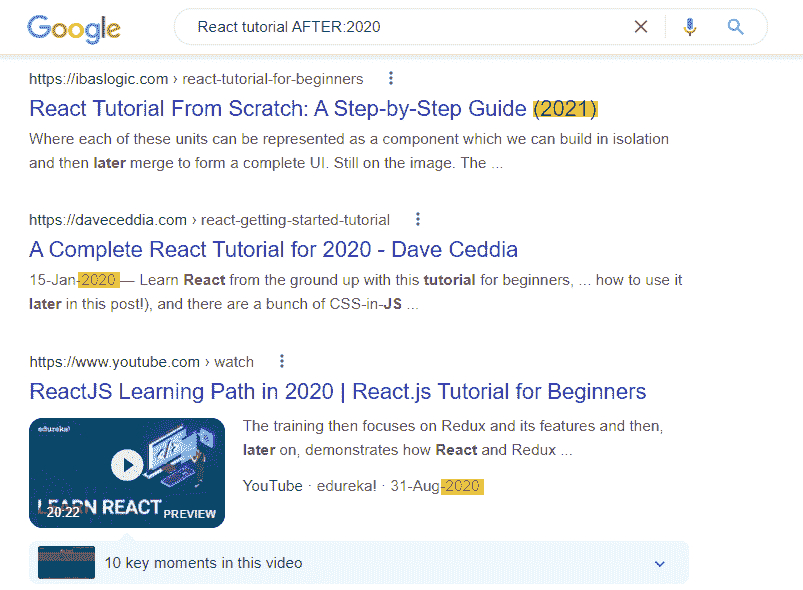 Google
React tutorial AFTER:2020
https://ibaslogic.com › react-tutorial-for-beginners
React Tutorial From Scratch: A Step-by-Step Guide (2021)
Where each of these units can be represented as a component which we can build in isolation
and then later merge to form a complete UI. Still on the image. The ...
https://daveceddia.com › react-getting-started-tutorial
A Complete React Tutorial for 2020 - Dave Ceddia
15-Jan-2020 — Learn React from the ground up with this tutorial for beginners, ... how to use it
later in this post!), and there are a bunch of CSS-in-JS ...
https://www.youtube.com › watch
ReactJS Learning Path in 2020 | React.js Tutorial for Beginners
edureka!
LEARN REACT
20:22
PREVIEW
The training then focuses on Redux and its features and then,
later on, demonstrates how React and Redux ...
YouTube · edureka! · 31-Aug-2020
10 key moments in this video